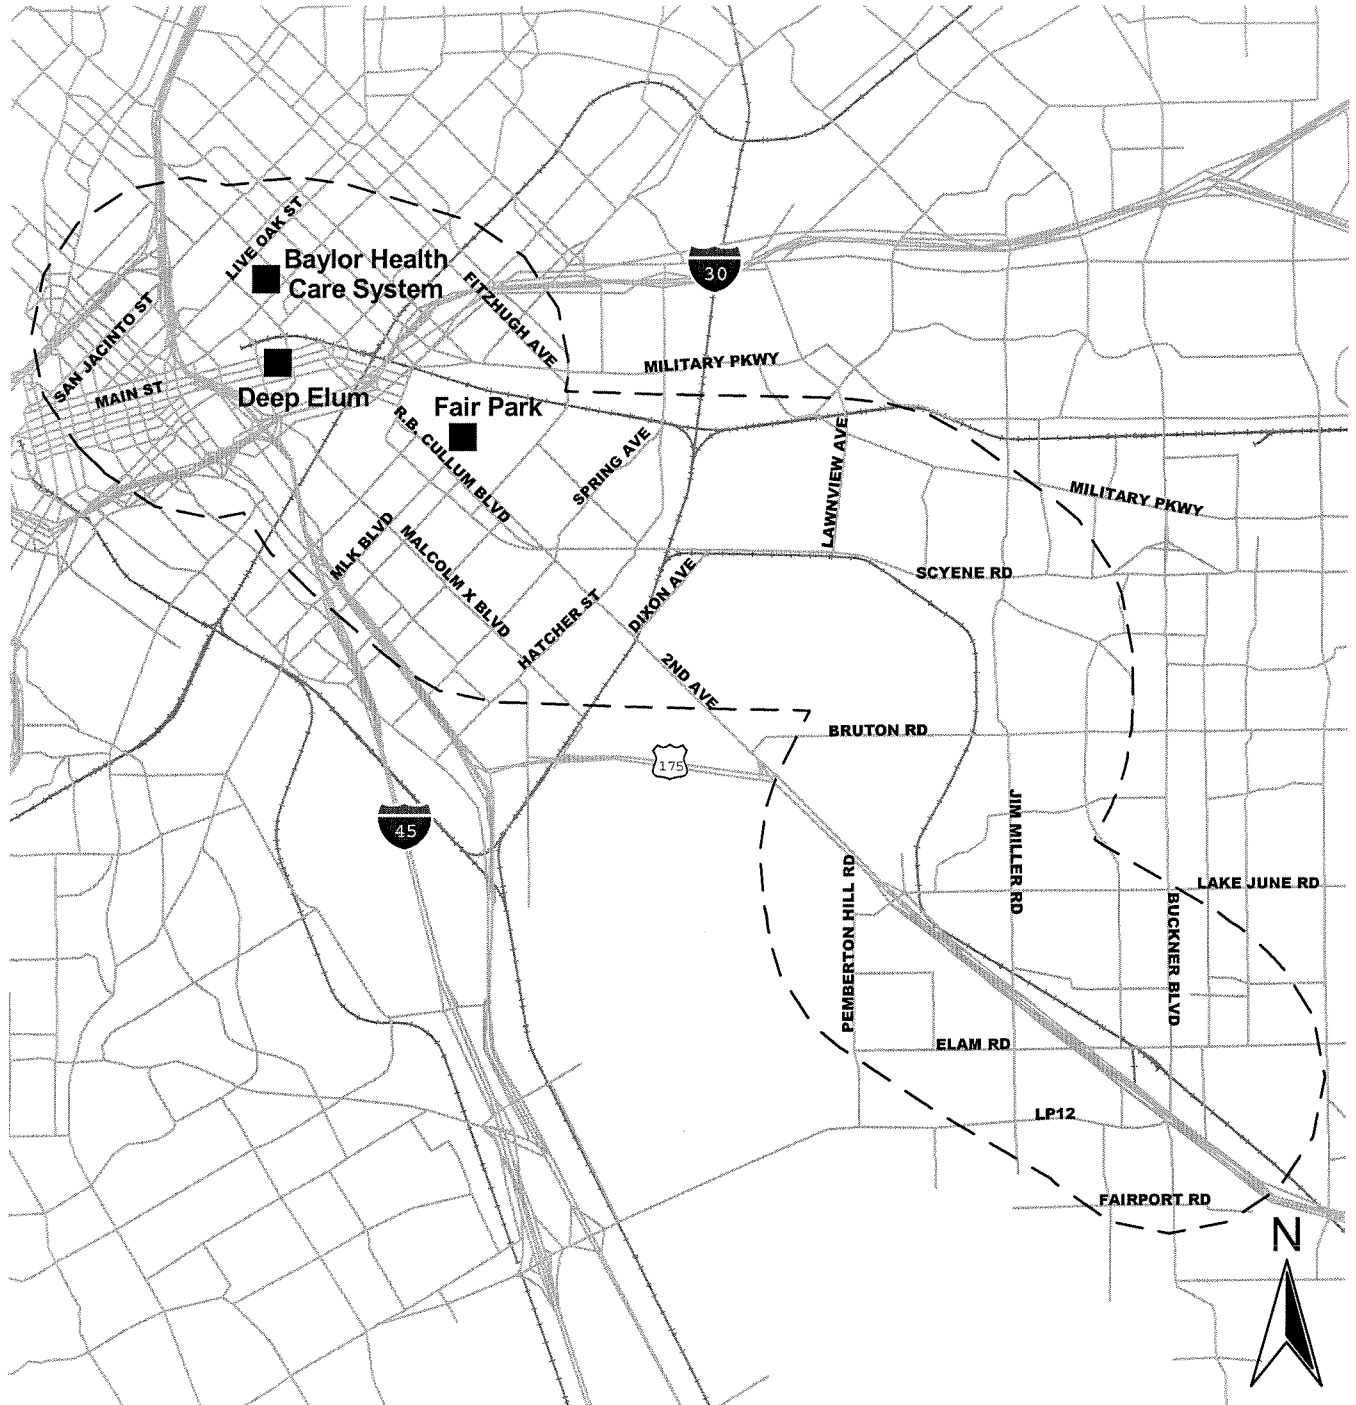 LIVE OAK ST
Baylor Health
Care System
30
FITZHUGH AVE
SAN JACINTO ST
MILITARY PKWY
MAIN ST
Deep Elum
Fair Park
R.B. CULLUM BLVD
SPRING AVE
LAWNVIEW AVE
MILITARY PKWY
MLK BLVD
MALCOLM X BLVD
SCYENE RD
DIXON AVE
HATCHER ST
2ND AVE
BRUTON RD
175
45
JIM MILLER RD
PEMBERTON HILL RD
LAKE JUNE RD
BUCKNER BLVD
ELAM RD
LP12
FAIRPORT RD
N